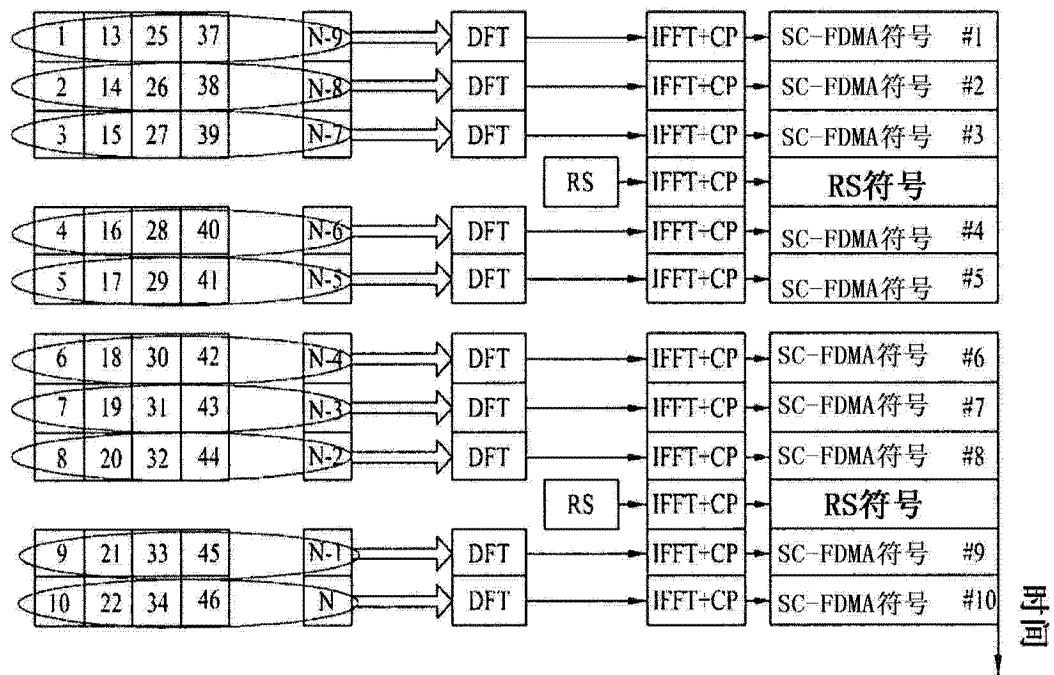 1 13 25 37 N-9 DFT IFFT+CP SC-FDMA符号 #1
2 14 26 38 N-8 DFT IFFT+CP SC-FDMA符号 #2
3 15 27 39 N-7 DFT IFFT+CP SC-FDMA符号 #3
RS IFFT+CP RS符号
4 16 28 40 N-6 DFT IFFT+CP SC-FDMA符号 #4
5 17 29 41 N-5 DFT IFFT+CP SC-FDMA符号 #5
6 18 30 42 N-4 DFT IFFT+CP SC-FDMA符号 #6
7 19 31 43 N-3 DFT IFFT+CP SC-FDMA符号 #7
8 20 32 44 N-2 DFT IFFT+CP SC-FDMA符号 #8
RS IFFT+CP RS符号
9 21 33 45 N-1 DFT IFFT+CP SC-FDMA符号 #9
10 22 34 46 N DFT IFFT+CP SC-FDMA符号 #10
时间